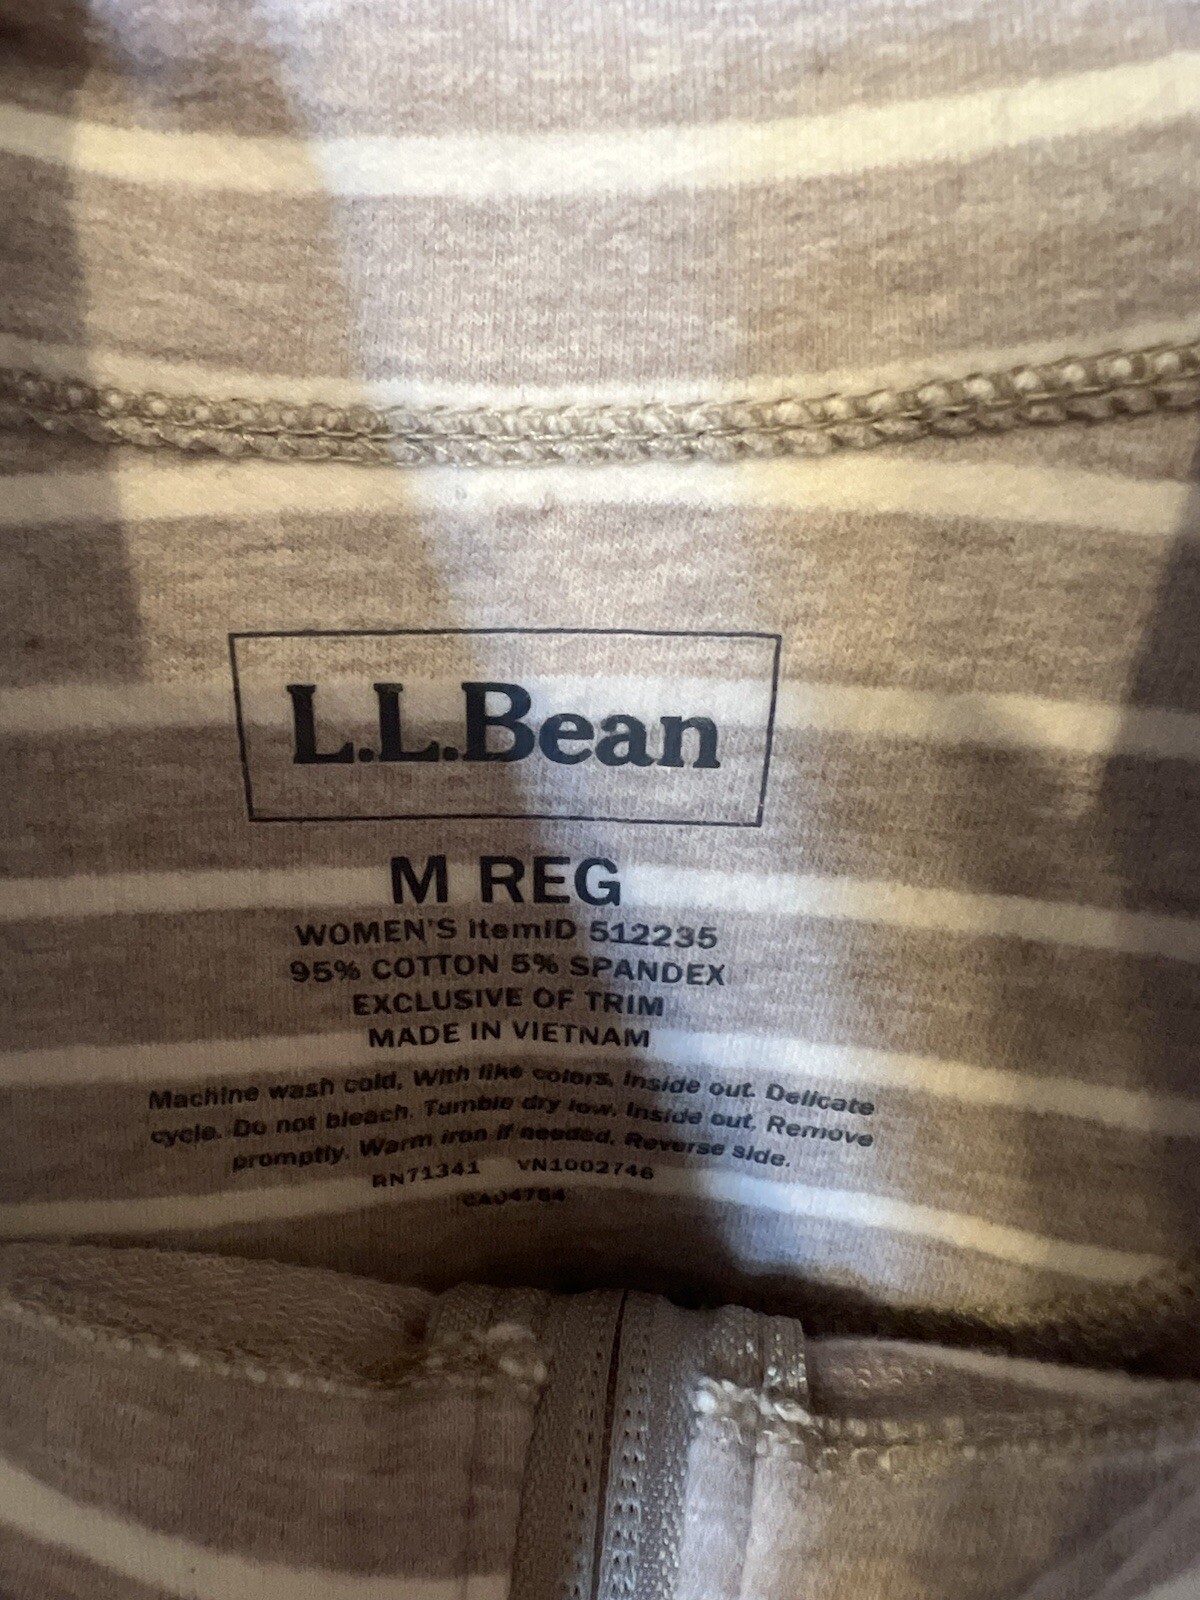 L.L.Bean
M REG
WOMEN'S ItemID 512235
95% COTTON 5% SPANDEX
EXCLUSIVE OF TRIM
MADE IN VIETNAM
Machine wash cold, With like colors, Inside out. Delicate
cycle. Do not bleach. Tumble dry low, Inside out, Remove
promptly. Warm iron if needed, Reverse side.
RN71341 VN1002746
CA04784